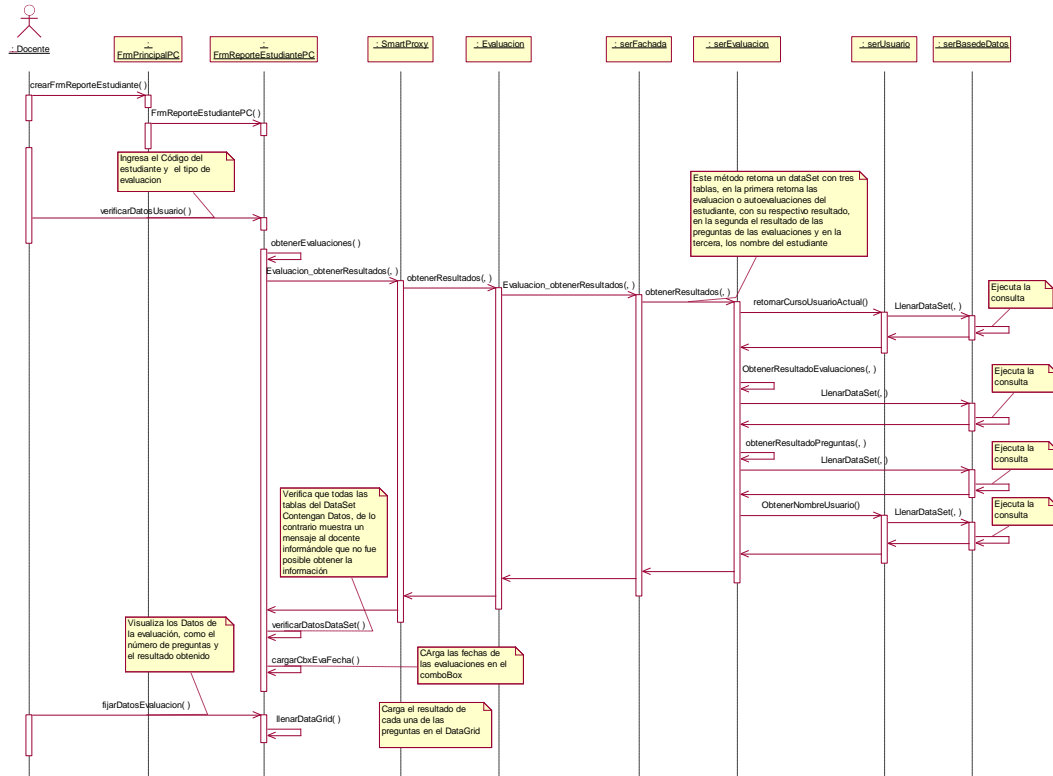 : Docente
:
FrmPrincipalPC
:
FrmReporteEstudiantePC
: SmartProxy
: Evaluacion
: serFachada
: serEvaluacion
: serUsuario
: serBasedeDatos
crearFrmReporteEstudiante( )
FrmReporteEstudiantePC( )
Ingresa el Código del
estudiante y el tipo de
evaluacion
verificarDatosUsuario( )
Este método retorna un dataSet con tres
tablas, en la primera retorna las
evaluacion o autoevaluaciones del
estudiante, con su respectivo resultado,
en la segunda el resultado de las
preguntas de las evaluaciones y en la
tercera, los nombre del estudiante
obtenerEvaluaciones( )
Evaluacion_obtenerResultados(, )
obtenerResultados(, )
Evaluacion_obtenerResultados(, )
obtenerResultados(, )
retornarCursoUsuarioActual()
LlenarDataSet(, )
Ejecuta la
consulta
ObtenerResultadoEvaluaciones(, )
LlenarDataSet(, )
Ejecuta la
consulta
obtenerResultadoPreguntas(, )
LlenarDataSet(, )
Ejecuta la
consulta
ObtenerNombreUsuario()
LlenarDataSet(, )
Ejecuta la
consulta
Verifica que todas las
tablas del DataSet
Contengan Datos, de lo
contrario muestra un
mensaje al docente
informándole que no fue
posible obtener la
información
verificarDatosDataSet( )
Visualiza los Datos de
la evaluación, como el
número de preguntas y
el resultado obtenido
cargarCbxEvaFecha( )
CArga las fechas de
las evaluaciones en el
comboBox
fijarDatosEvaluacion( )
llenarDataGrid( )
Carga el resultado de
cada una de las
preguntas en el DataGrid